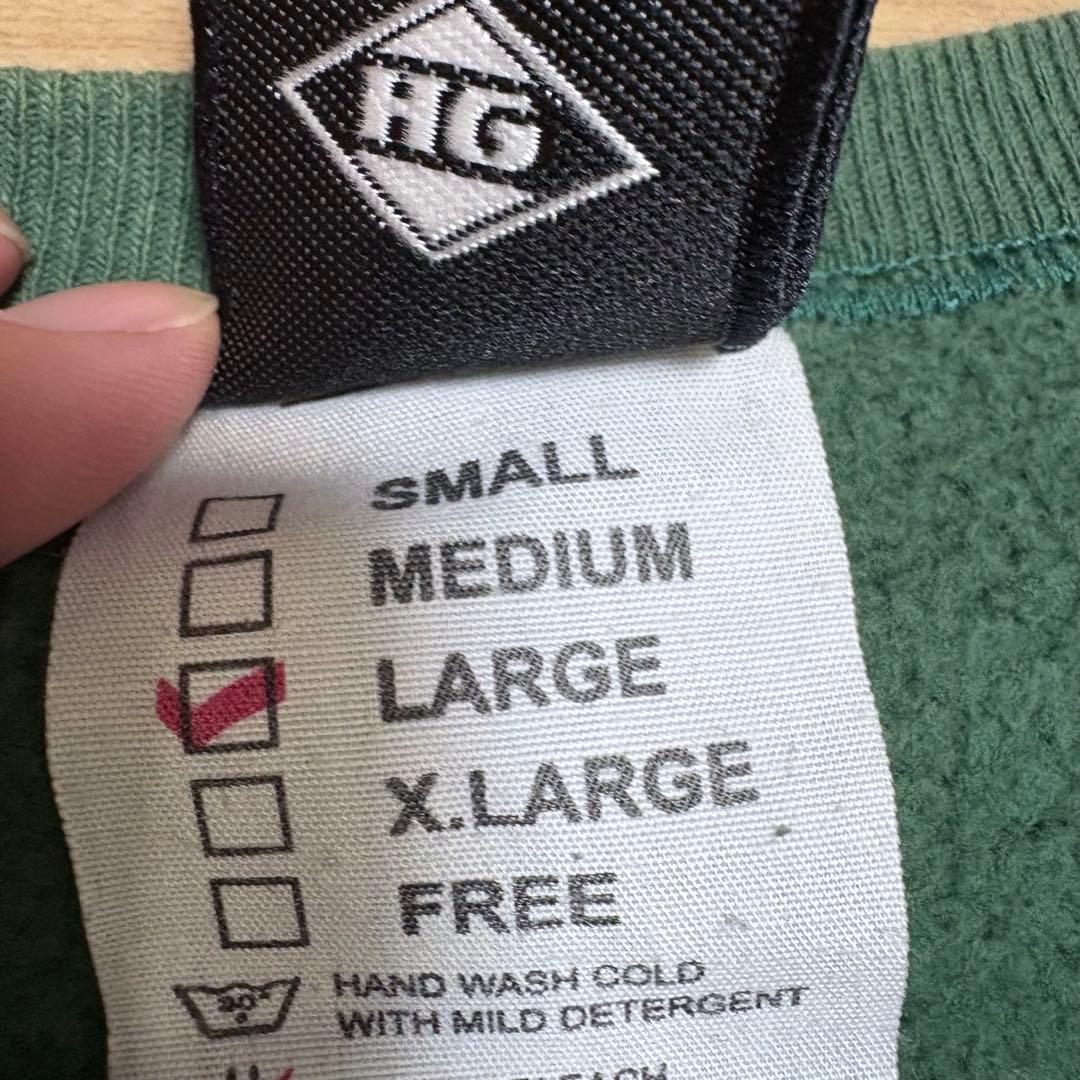 HG
SMALL
MEDIUM
LARGE
X.LARGE
FREE
30°
HAND WASH COLD
WITH MILD DETERGENT